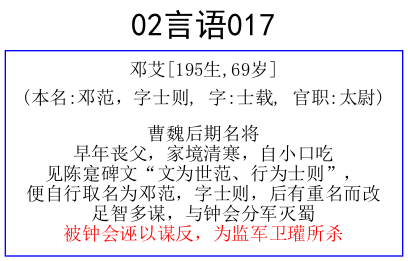 02言语017
邓艾[195生,69岁]
(本名:邓范，字士则, 字:士载, 官职:太尉)
曹魏后期名将
早年丧父，家境清寒，自小口吃
见陈寔碑文“文为世范、行为士则”，
便自行取名为邓范，字士则，后有重名而改
足智多谋，与钟会分军灭蜀
被钟会诬以谋反，为监军卫瓘所杀